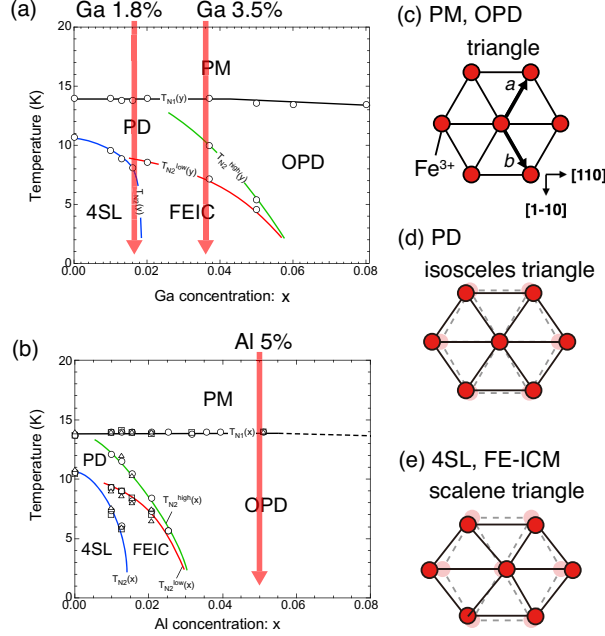 (a)
Ga 1.8%
Ga 3.5%
20
15
10
5
Temperature (K)
PM
T_N1(y)
PD
T_N2^high(y)
T_N2^low(y)
OPD
T_N2(y)
4SL
FEIC
0.00
0.02
0.04
0.06
0.08
Ga concentration: x
(b)
Al 5%
20
15
10
5
0
Temperature (K)
PM
T_N1(x)
PD
T_N2^high(x)
OPD
4SL
FEIC
T_N2(x)
T_N2^low(x)
0.00
0.02
0.04
0.06
0.08
Al concentration: x
(c) PM, OPD
triangle
a
b
Fe³⁺
[110]
[1-10]
(d) PD
isosceles triangle
(e) 4SL, FE-ICM
scalene triangle